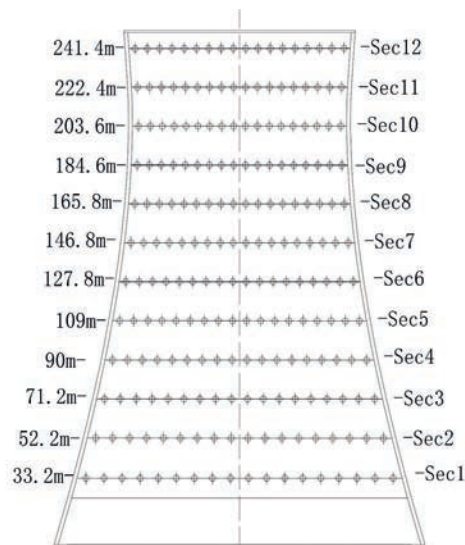 241.4m Sec12
222.4m Sec11
203.6m Sec10
184.6m Sec9
165.8m Sec8
146.8m Sec7
127.8m Sec6
109m Sec5
90m Sec4
71.2m Sec3
52.2m Sec2
33.2m Sec1